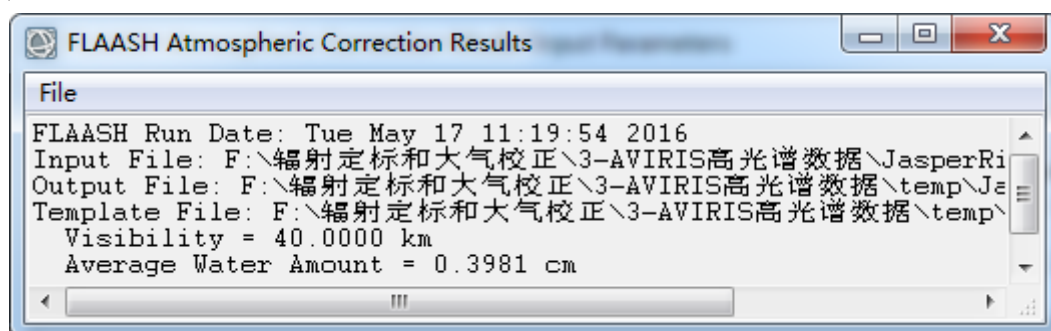 FLAASH Atmospheric Correction Results
File
FLAASH Run Date: Tue May 17 11:19:54 2016
Input File: F:\辐射定标和大气校正\3-AVIRIS高光谱数据\JasperRi
Output File: F:\辐射定标和大气校正\3-AVIRIS高光谱数据\temp\Ja
Template File: F:\辐射定标和大气校正\3-AVIRIS高光谱数据\temp\
Visibility = 40.0000 km
Average Water Amount = 0.3981 cm